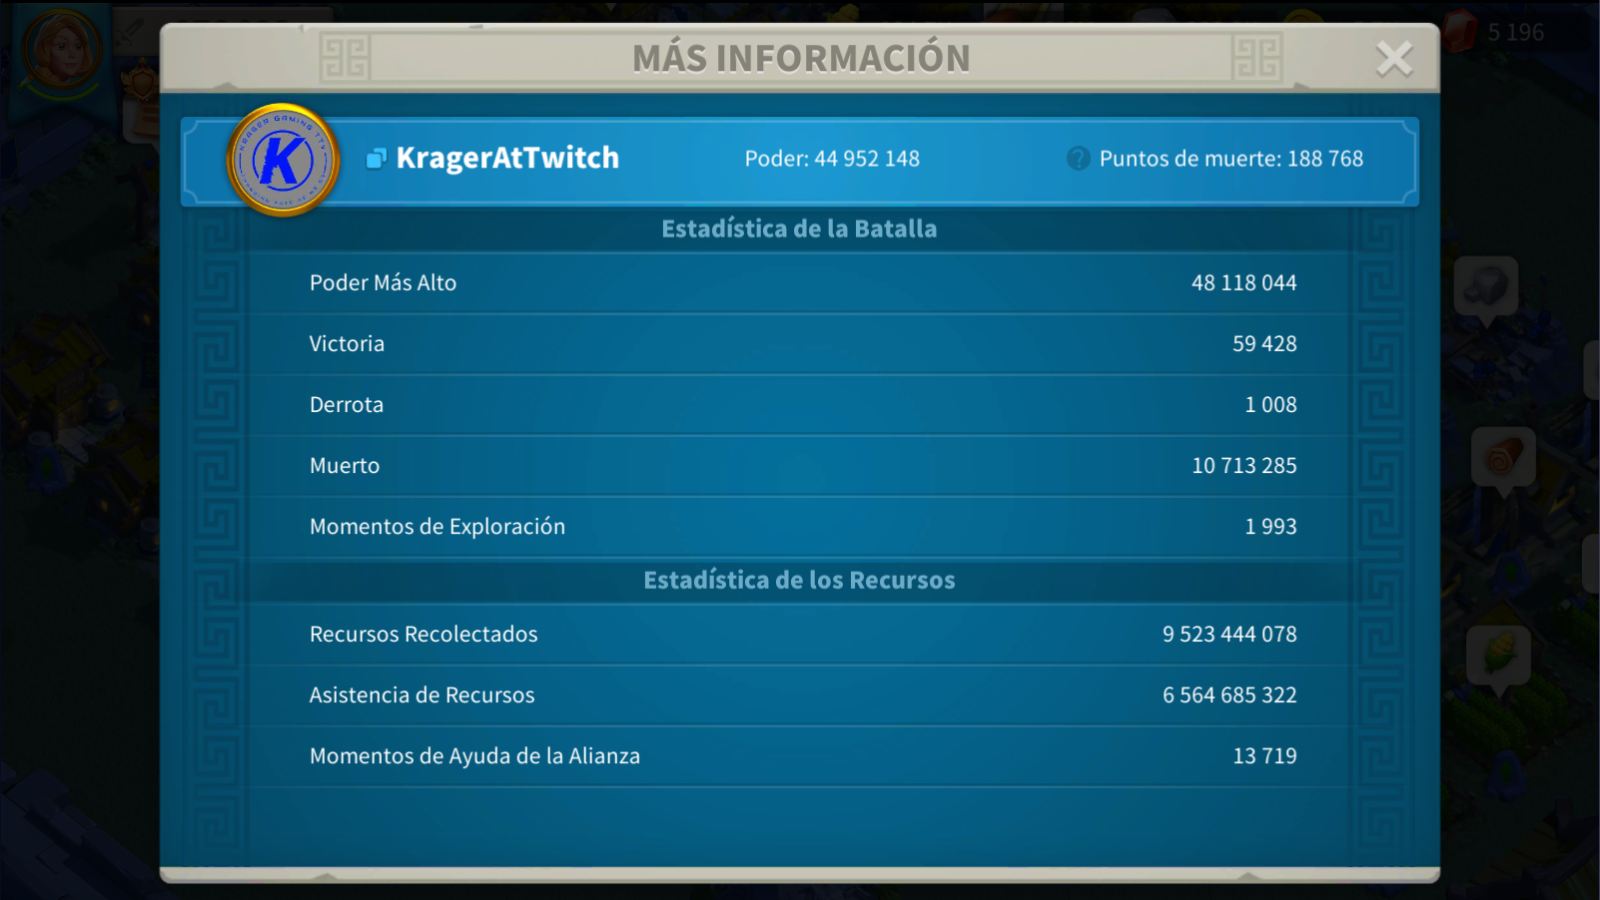 5 196
MÁS INFORMACIÓN
KRAGER GAMING TTV
K
KragerAtTwitch
Poder: 44 952 148
? Puntos de muerte: 188 768
Estadística de la Batalla
Poder Más Alto 48 118 044
Victoria 59 428
Derrota 1 008
Muerto 10 713 285
Momentos de Exploración 1 993
Estadística de los Recursos
Recursos Recolectados 9 523 444 078
Asistencia de Recursos 6 564 685 322
Momentos de Ayuda de la Alianza 13 719